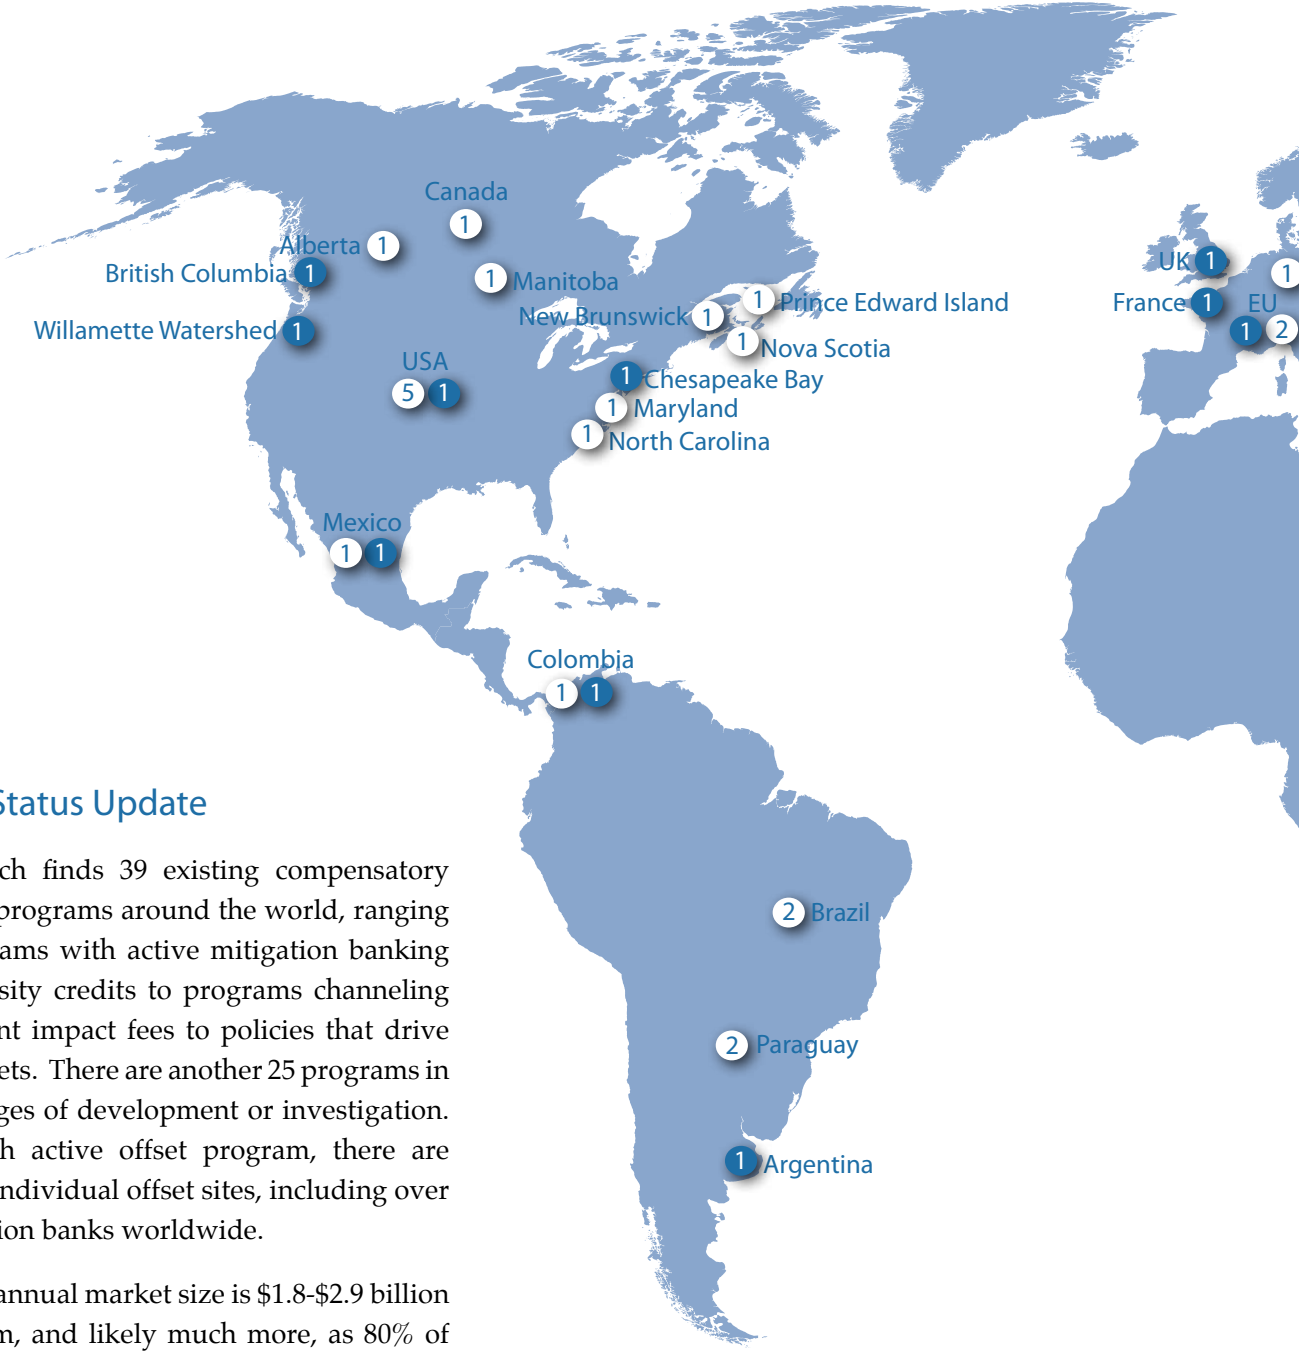 Canada
1
Alberta 1
British Columbia 1
1 Manitoba
Willamette Watershed 1
New Brunswick 1
1 Prince Edward Island
1 Nova Scotia
USA
5 1
1 Chesapeake Bay
1 Maryland
1 North Carolina
Mexico
1 1
Colombia
1 1
2 Brazil
2 Paraguay
1 Argentina
UK 1
1
France 1
EU
1 2
Status Update
ch finds 39 existing compensatory
programs around the world, ranging
ams with active mitigation banking
sity credits to programs channeling
nt impact fees to policies that drive
ets. There are another 25 programs in
ges of development or investigation.
h active offset program, there are
individual offset sites, including over
ion banks worldwide.
annual market size is $1.8-$2.9 billion
m, and likely much more, as 80% of